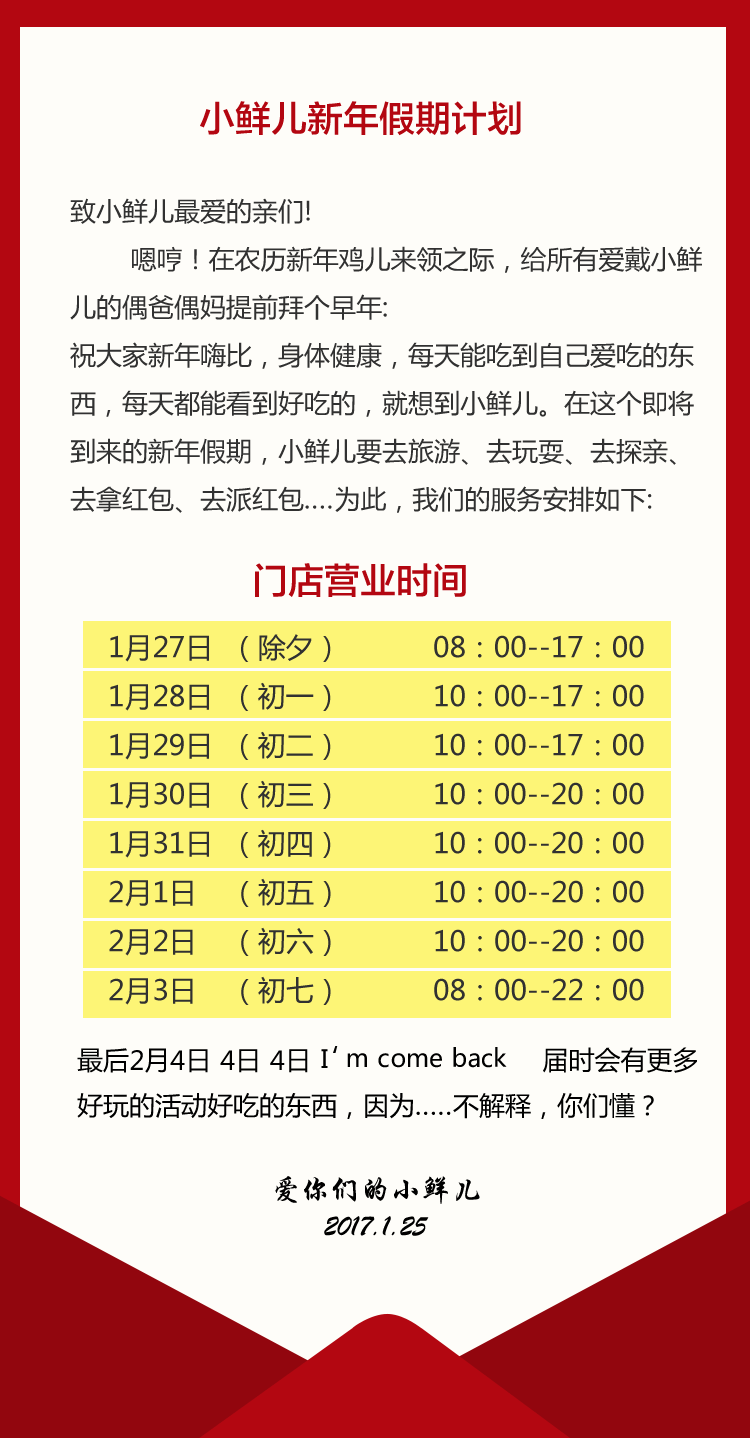 小鲜儿新年假期计划
致小鲜儿最爱的亲们!
嗯哼！在农历新年鸡儿来领之际，给所有爱戴小鲜
儿的偶爸偶妈提前拜个早年:
祝大家新年嗨比，身体健康，每天能吃到自己爱吃的东
西，每天都能看到好吃的，就想到小鲜儿。在这个即将
到来的新年假期，小鲜儿要去旅游、去玩耍、去探亲、
去拿红包、去派红包....为此，我们的服务安排如下:
门店营业时间
1月27日 （除夕） 08：00--17：00
1月28日 （初一） 10：00--17：00
1月29日 （初二） 10：00--17：00
1月30日 （初三） 10：00--20：00
1月31日 （初四） 10：00--20：00
2月1日 （初五） 10：00--20：00
2月2日 （初六） 10：00--20：00
2月3日 （初七） 08：00--22：00
最后2月4日 4日 4日 I’m come back 届时会有更多
好玩的活动好吃的东西，因为.....不解释，你们懂？
爱你们的小鲜儿
2017.1.25